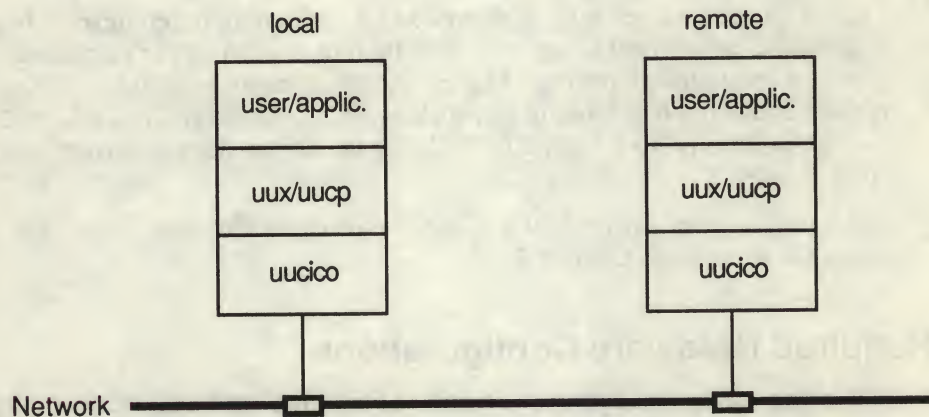 local
remote
user/applic.
user/applic.
uux/uucp
uux/uucp
uucico
uucico
Network